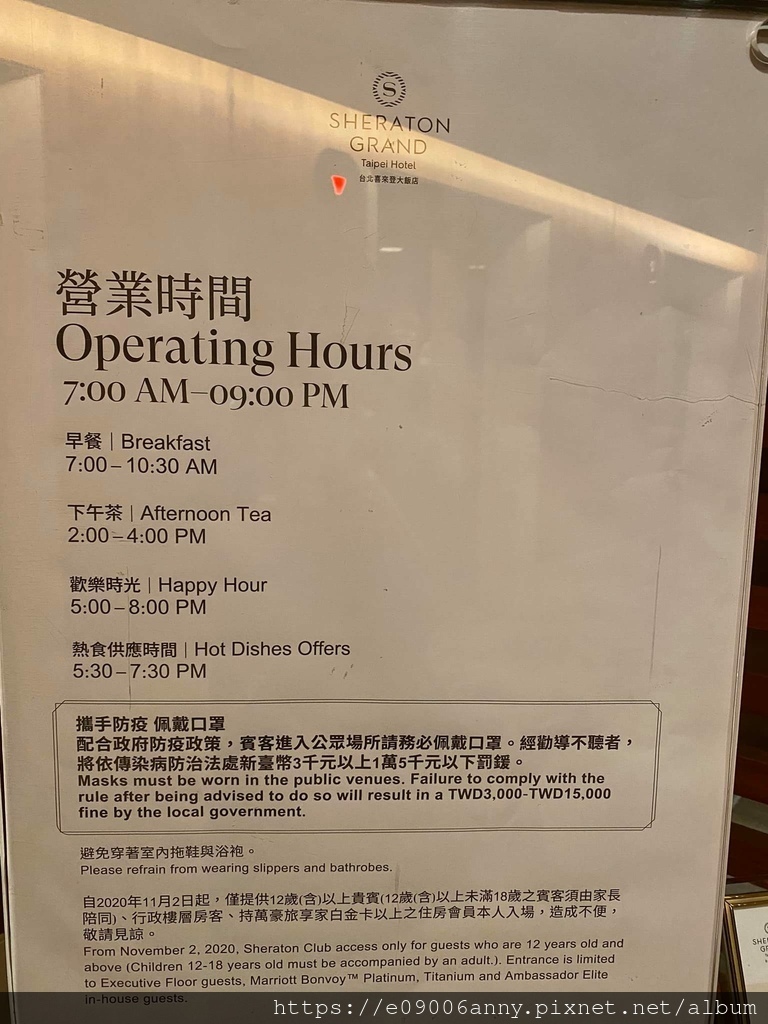 S
SHERATON
GRAND
Taipei Hotel
台北喜來登大飯店
營業時間
Operating Hours
7:00 AM–09:00 PM
早餐 | Breakfast
7:00 – 10:30 AM
下午茶 | Afternoon Tea
2:00 – 4:00 PM
歡樂時光 | Happy Hour
5:00 – 8:00 PM
熱食供應時間 | Hot Dishes Offers
5:30 – 7:30 PM
攜手防疫 佩戴口罩
配合政府防疫政策，賓客進入公眾場所請務必佩戴口罩。經勸導不聽者，
將依傳染病防治法處新臺幣3千元以上1萬5千元以下罰鍰。
Masks must be worn in the public venues. Failure to comply with the
rule after being advised to do so will result in a TWD3,000-TWD15,000
fine by the local government.
避免穿著室內拖鞋與浴袍。
Please refrain from wearing slippers and bathrobes.
自2020年11月2日起，僅提供12歲(含)以上貴賓(12歲(含)以上未滿18歲之賓客須由家長
陪同)、行政樓層房客、持萬豪旅享家白金卡以上之住房會員本人入場，造成不便，
敬請見諒。
From November 2, 2020, Sheraton Club access only for guests who are 12 years old and
above (Children 12-18 years old must be accompanied by an adult.). Entrance is limited
to Executive Floor guests, Marriott Bonvoy™ Platinum, Titanium and Ambassador Elite
in-house guests.
https://e09006anny.pixnet.net/album